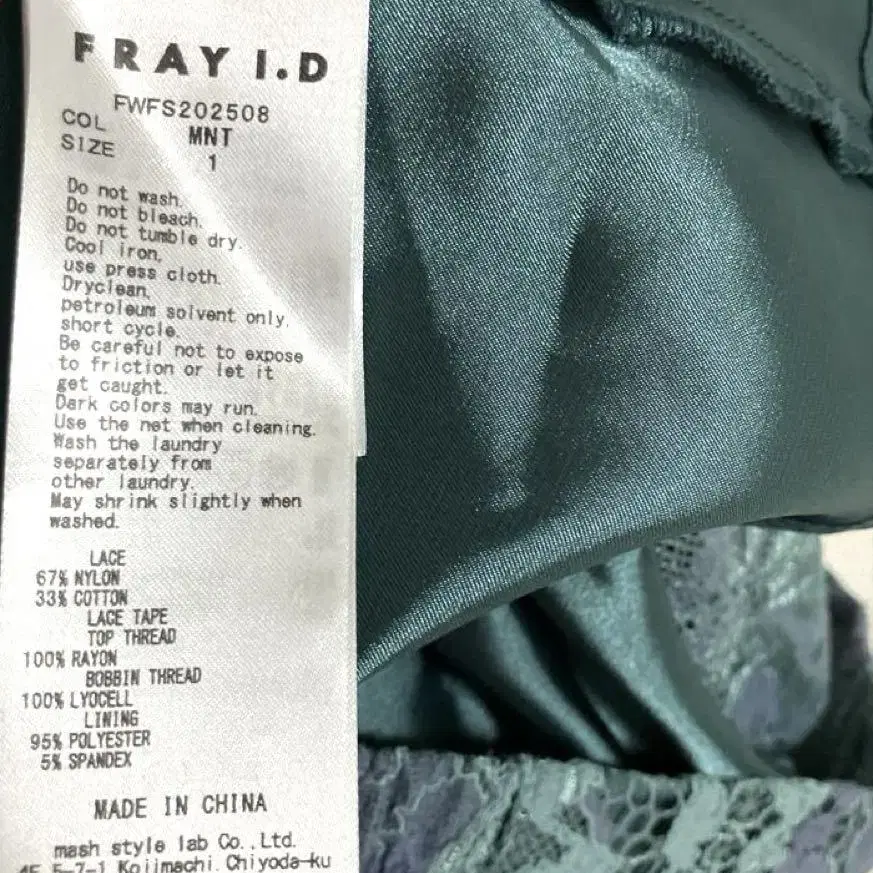 FRAY I.D
FWFS202508
COL MNT
SIZE 1
Do not wash.
Do not bleach.
Do not tumble dry.
Cool iron,
use press cloth.
Dryclean,
petroleum solvent only,
short cycle.
Be careful not to expose
to friction or let it
get caught.
Dark colors may run.
Use the net when cleaning.
Wash the laundry
separately from
other laundry.
May shrink slightly when
washed.
LACE
67% NYLON
33% COTTON
LACE TAPE
TOP THREAD
100% RAYON
BOBBIN THREAD
100% LYOCELL
LINING
95% POLYESTER
5% SPANDEX
MADE IN CHINA
mash style lab Co.,Ltd.
Kojimachi Chiyoda-ku